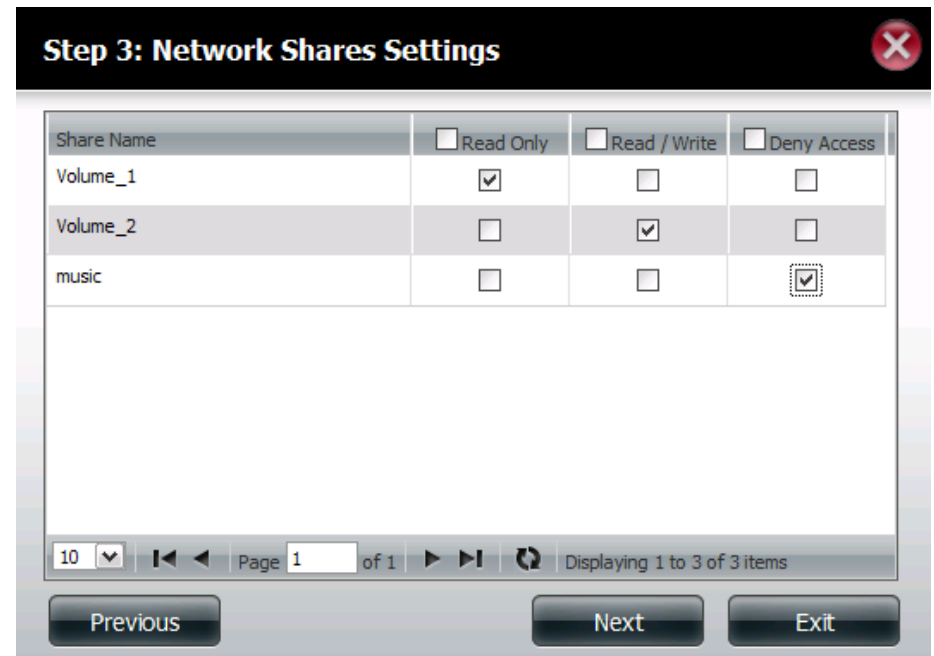 Step 3: Network Shares Settings
Share Name Read Only Read / Write Deny Access
Volume_1
Volume_2
music
10 Page 1 of 1 Displaying 1 to 3 of 3 items
Previous Next Exit